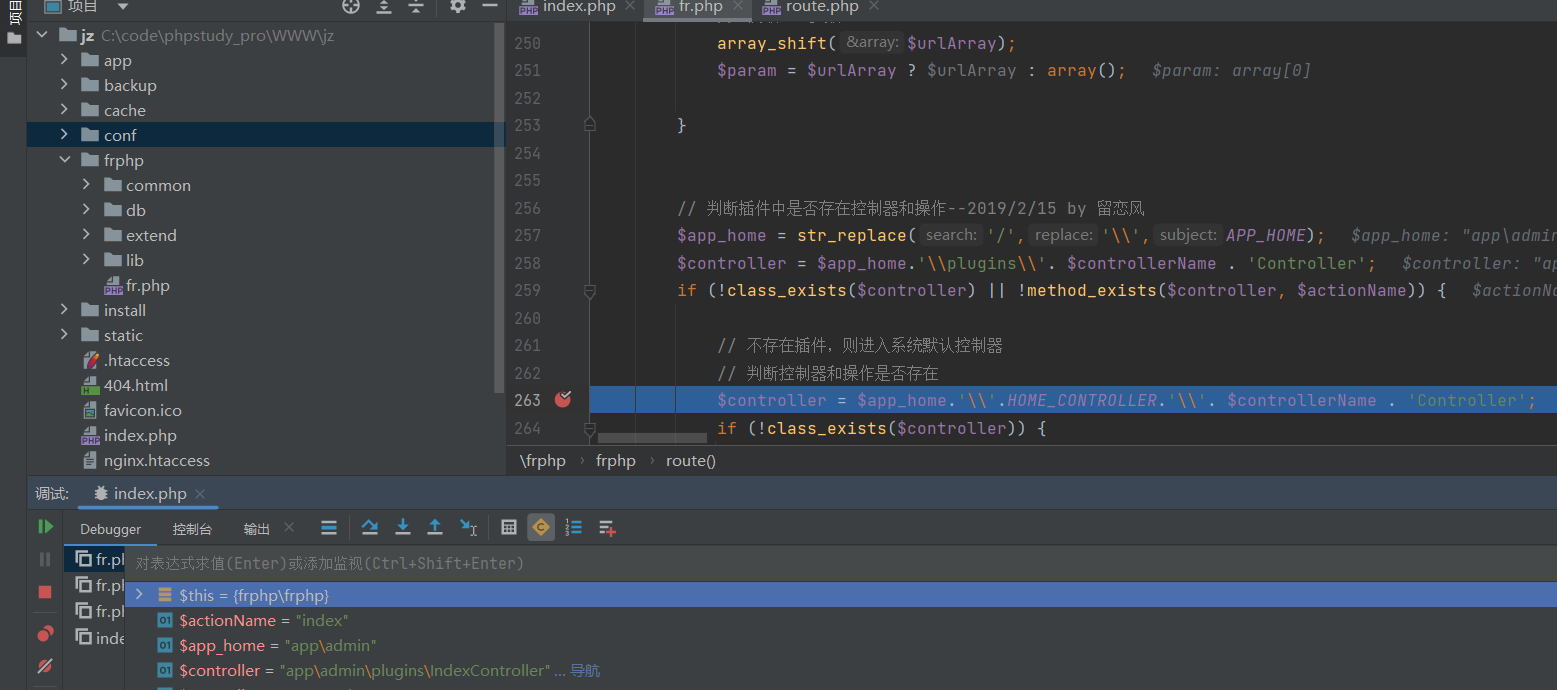 项目
项目
jz C:\code\phpstudy_pro\WWW\jz
app
backup
cache
conf
frphp
common
db
extend
lib
fr.php
install
static
.htaccess
404.html
favicon.ico
index.php
nginx.htaccess
index.php
fr.php
route.php
250 array_shift( &array: $urlArray);
251 $param = $urlArray ? $urlArray : array(); $param: array[0]
252
253 }
254
255
256 // 判断插件中是否存在控制器和操作--2019/2/15 by 留恋风
257 $app_home = str_replace( search: '/', replace: '\\', subject: APP_HOME); $app_home: "app\admin
258 $controller = $app_home.'\\plugins\\'. $controllerName . 'Controller'; $controller: "ap
259 if (!class_exists($controller) || !method_exists($controller, $actionName)) { $actionNa
260
261 // 不存在插件，则进入系统默认控制器
262 // 判断控制器和操作是否存在
263 $controller = $app_home.'\\'.HOME_CONTROLLER.'\\'. $controllerName . 'Controller';
264 if (!class_exists($controller)) {
\frphp › frphp › route()
调试: index.php
Debugger 控制台 输出
fr.ph
fr.pl
fr.pl
inde
对表达式求值(Enter)或添加监视(Ctrl+Shift+Enter)
$this = {frphp\frphp}
$actionName = "index"
$app_home = "app\admin"
$controller = "app\admin\plugins\IndexController"... 导航